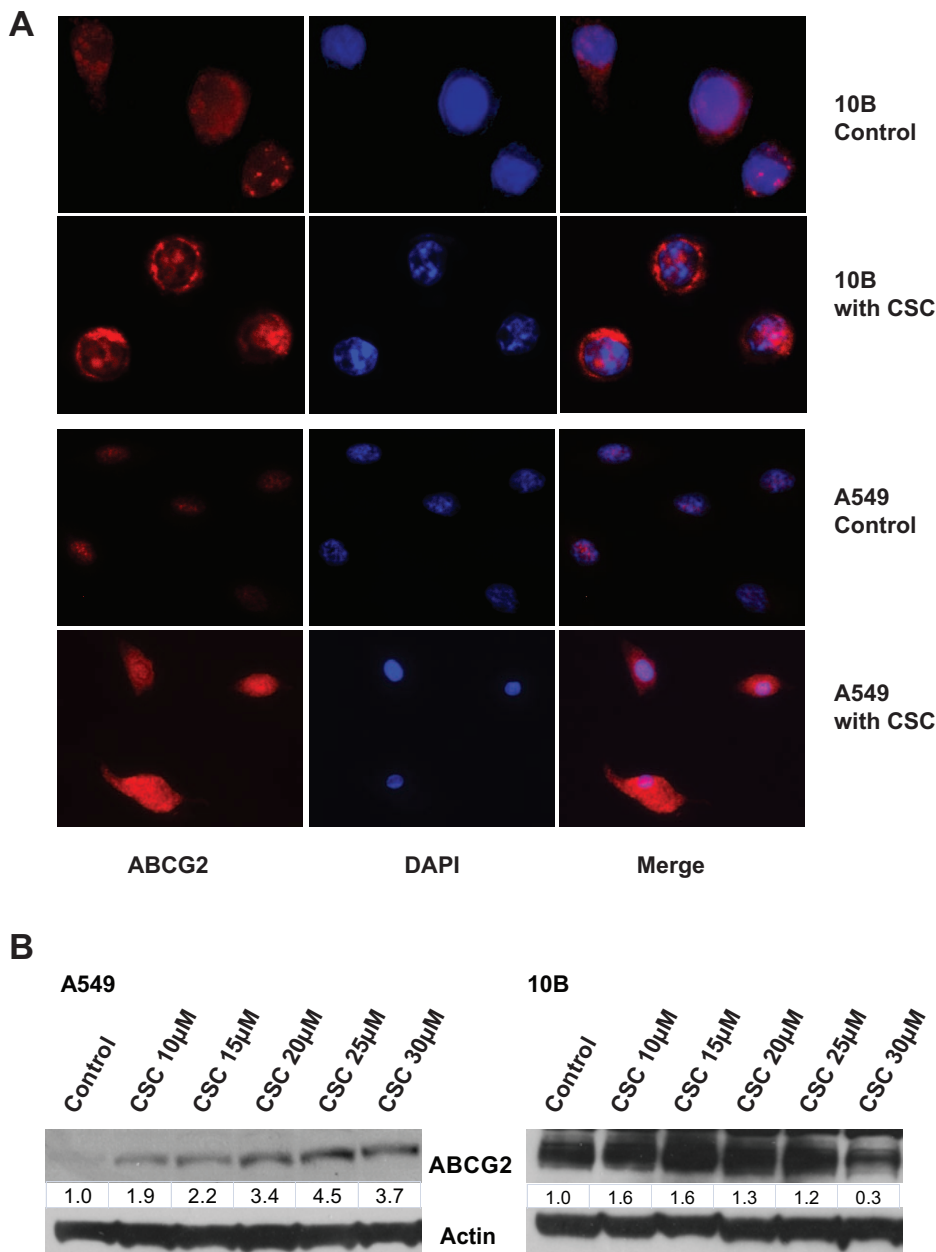 A
10B
Control
10B
with CSC
A549
Control
A549
with CSC
ABCG2 DAPI Merge
B
A549
Control CSC 10µM CSC 15µM CSC 20µM CSC 25µM CSC 30µM
10B
Control CSC 10µM CSC 15µM CSC 20µM CSC 25µM CSC 30µM
ABCG2
1.0 1.9 2.2 3.4 4.5 3.7
1.0 1.6 1.6 1.3 1.2 0.3
Actin